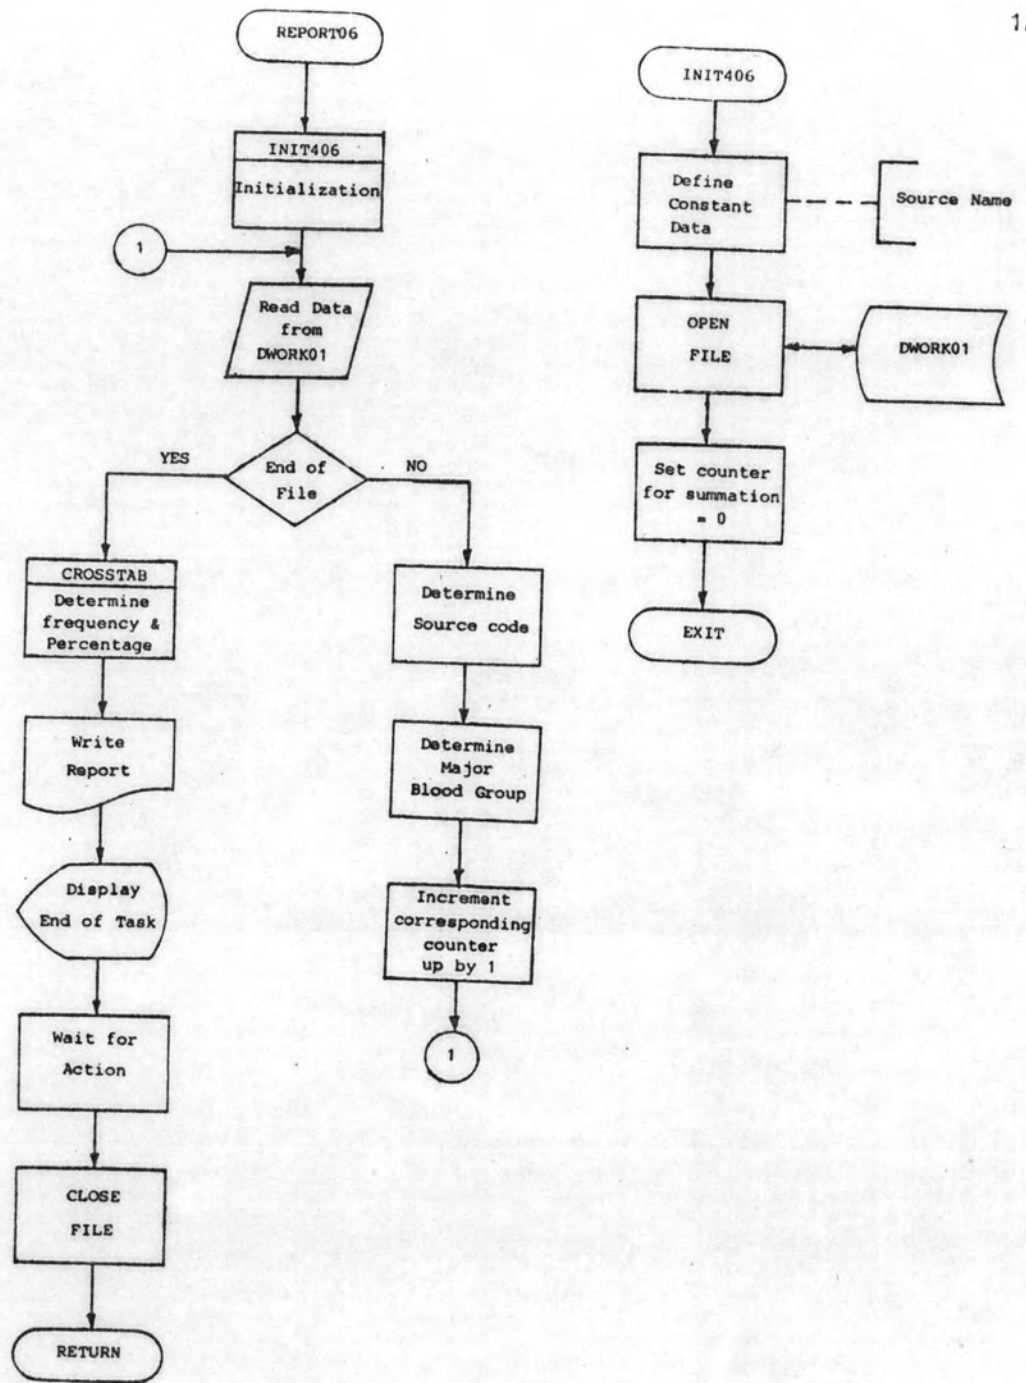 REPORT06
INIT406
Initialization
1
Read Data
from
DWORK01
End of
File
YES
NO
CROSSTAB
Determine
frequency &
Percentage
Write
Report
Display
End of Task
Wait for
Action
CLOSE
FILE
RETURN
Determine
Source code
Determine
Major
Blood Group
Increment
corresponding
counter
up by 1
1
INIT406
Define
Constant
Data
Source Name
OPEN
FILE
DWORK01
Set counter
for summation
= 0
EXIT